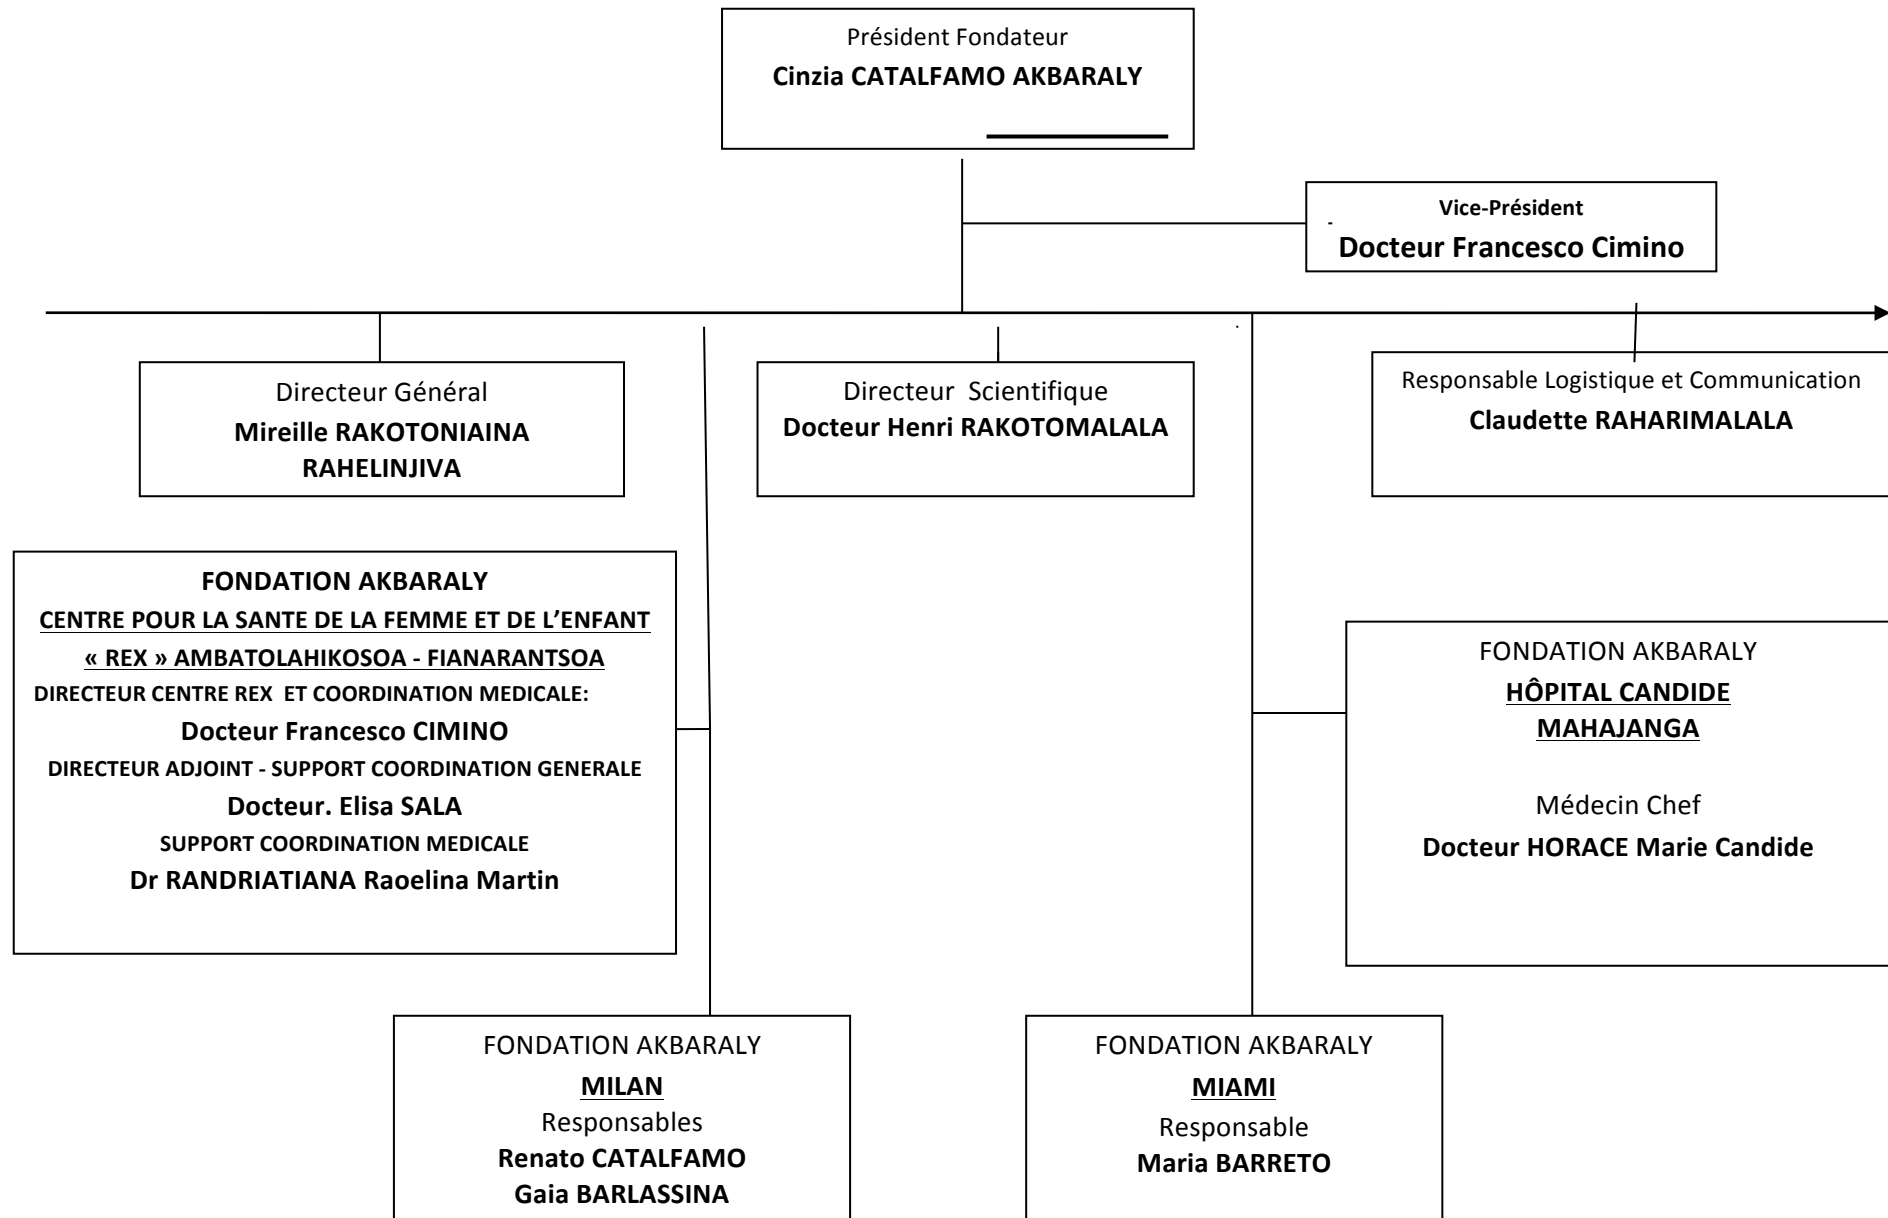 Président Fondateur
Cinzia CATALFAMO AKBARALY
Vice-Président
Docteur Francesco Cimino
Directeur Général
Mireille RAKOTONIAINA
RAHELINJIVA
Directeur  Scientifique
Docteur Henri RAKOTOMALALA
Responsable Logistique et Communication
Claudette RAHARIMALALA
FONDATION AKBARALY
CENTRE POUR LA SANTE DE LA FEMME ET DE L’ENFANT
« REX » AMBATOLAHIKOSOA - FIANARANTSOA
DIRECTEUR CENTRE REX  ET COORDINATION MEDICALE:
Docteur Francesco CIMINO
DIRECTEUR ADJOINT - SUPPORT COORDINATION GENERALE
Docteur. Elisa SALA
SUPPORT COORDINATION MEDICALE
Dr RANDRIATIANA Raoelina Martin
FONDATION AKBARALY
HÔPITAL CANDIDE
MAHAJANGA
Médecin Chef
Docteur HORACE Marie Candide
FONDATION AKBARALY
MILAN
Responsables
Renato CATALFAMO
Gaia BARLASSINA
FONDATION AKBARALY
MIAMI
Responsable
Maria BARRETO